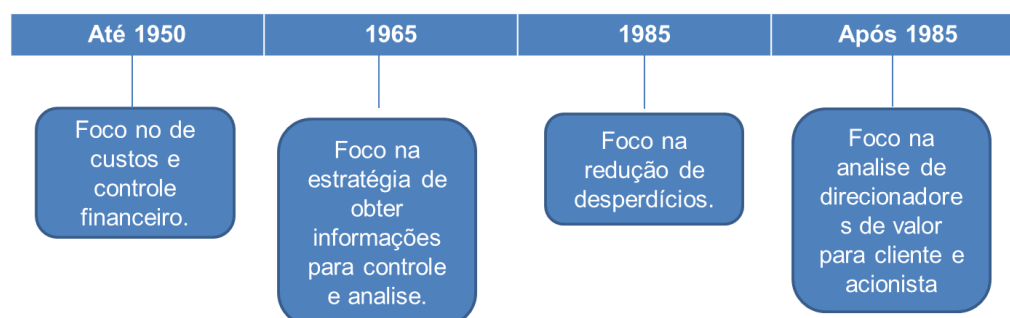 Até 1950
1965
1985
Após 1985
Foco no de
custos e
controle
financeiro.
Foco na
estratégia de
obter
informações
para controle
e analise.
Foco na
redução de
desperdícios.
Foco na
analise de
direcionadore
s de valor
para cliente e
acionista